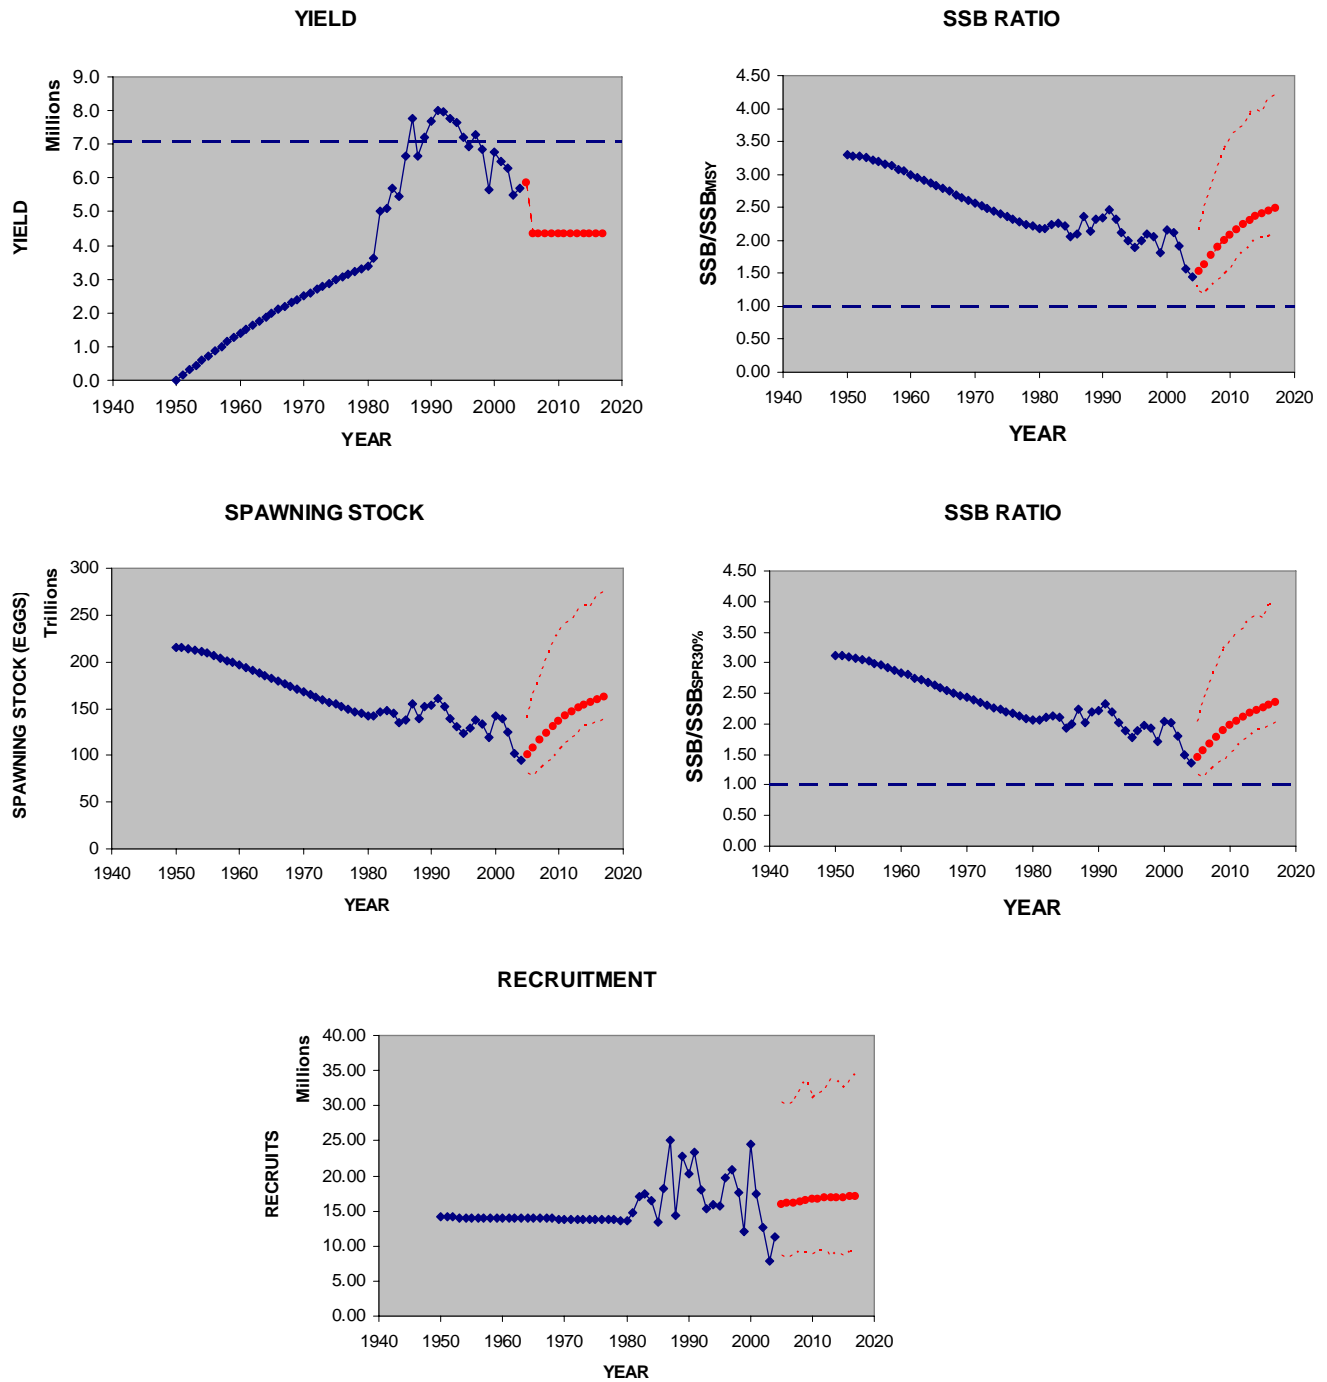 YIELD
Millions
YIELD
9.0
8.0
7.0
6.0
5.0
4.0
3.0
2.0
1.0
0.0
1940 1950 1960 1970 1980 1990 2000 2010 2020
YEAR
SSB RATIO
SSB/SSBMSY
4.50
4.00
3.50
3.00
2.50
2.00
1.50
1.00
0.50
0.00
1940 1950 1960 1970 1980 1990 2000 2010 2020
YEAR
SPAWNING STOCK
SPAWNING STOCK (EGGS)
Trillions
300
250
200
150
100
50
0
1940 1950 1960 1970 1980 1990 2000 2010 2020
YEAR
SSB RATIO
SSB/SSBSPR30%
4.50
4.00
3.50
3.00
2.50
2.00
1.50
1.00
0.50
0.00
1940 1950 1960 1970 1980 1990 2000 2010 2020
YEAR
RECRUITMENT
RECRUITS
Millions
40.00
35.00
30.00
25.00
20.00
15.00
10.00
5.00
0.00
1940 1950 1960 1970 1980 1990 2000 2010 2020
YEAR